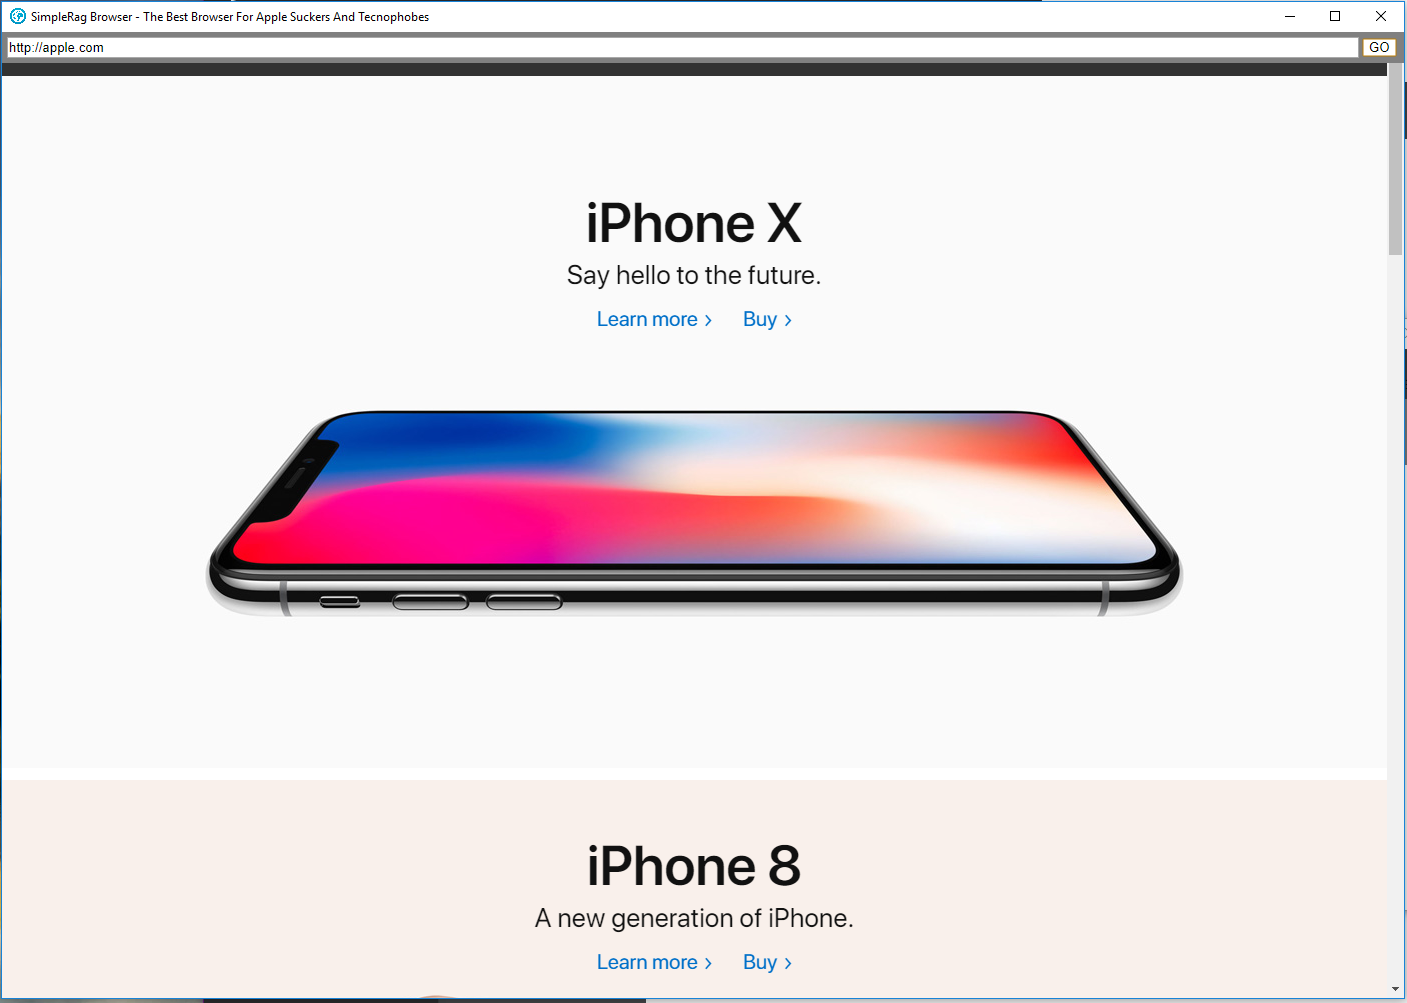 SimpleRag Browser - The Best Browser For Apple Suckers And Tecnophobes
http://apple.com GO
iPhone X
Say hello to the future.
Learn more > Buy >
iPhone 8
A new generation of iPhone.
Learn more > Buy >